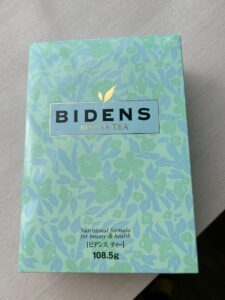 BIDENS
BIDENS TEA
Nutritional formula
for beauty & health
[ビデンス ティー]
108.5g